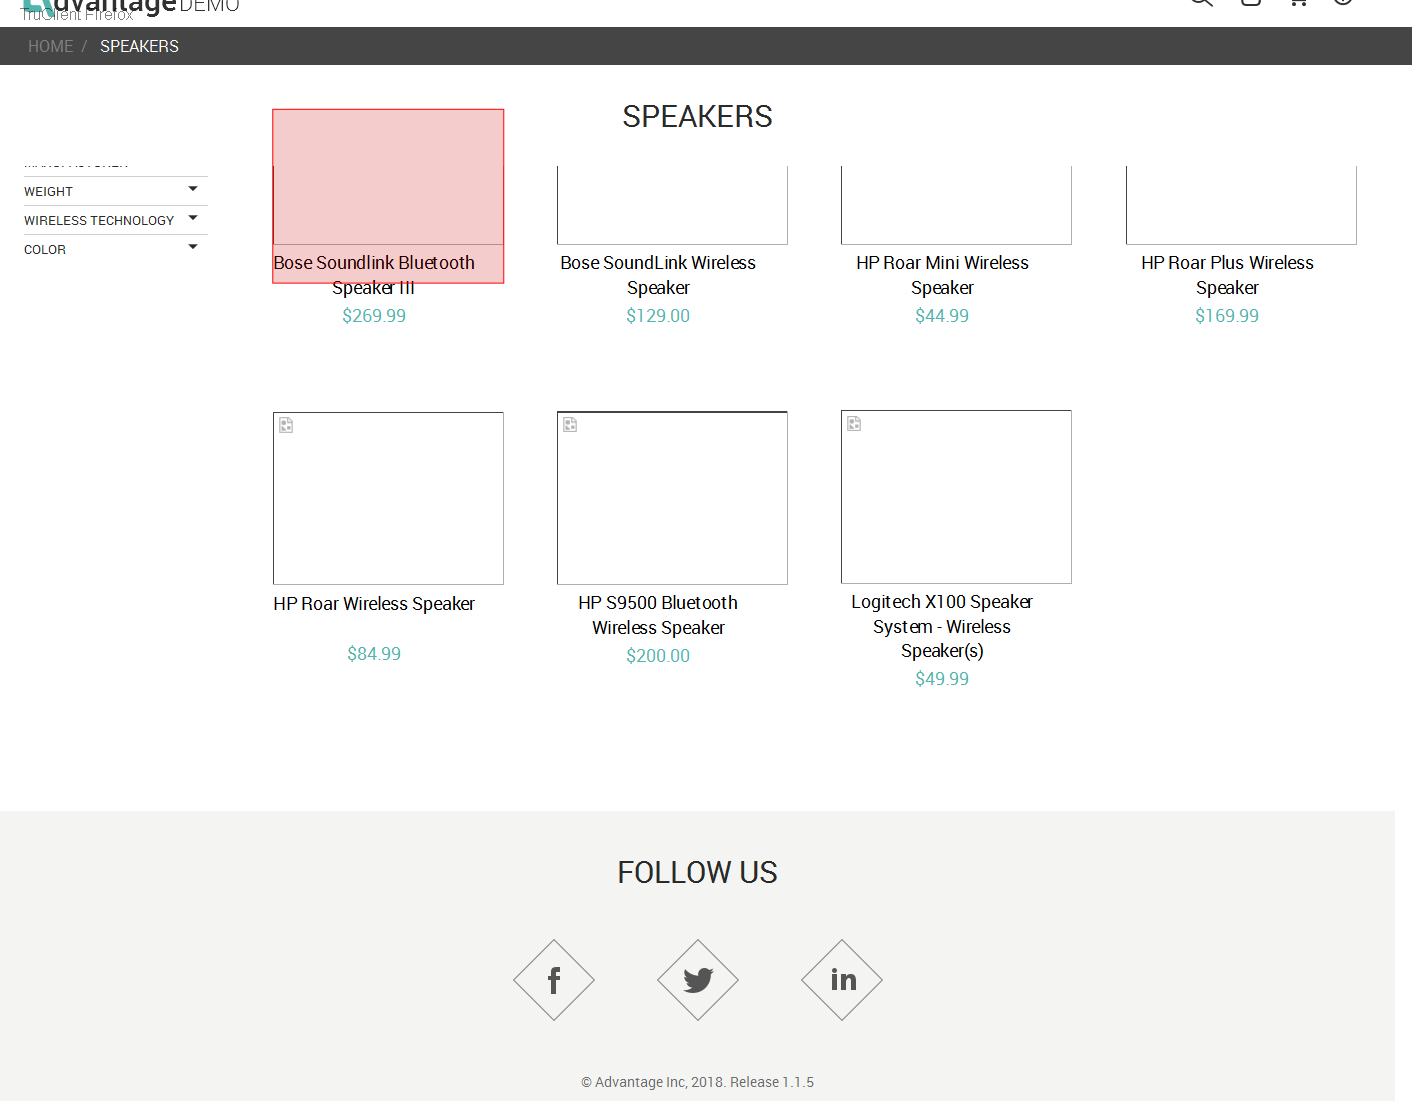 dvantage DEMO
TruClient Firefox
HOME / SPEAKERS
SPEAKERS
WEIGHT
WIRELESS TECHNOLOGY
COLOR
Bose Soundlink Bluetooth
Speaker III
$269.99
Bose SoundLink Wireless
Speaker
$129.00
HP Roar Mini Wireless
Speaker
$44.99
HP Roar Plus Wireless
Speaker
$169.99
HP Roar Wireless Speaker
$84.99
HP S9500 Bluetooth
Wireless Speaker
$200.00
Logitech X100 Speaker
System - Wireless
Speaker(s)
$49.99
FOLLOW US
f
in
© Advantage Inc, 2018. Release 1.1.5